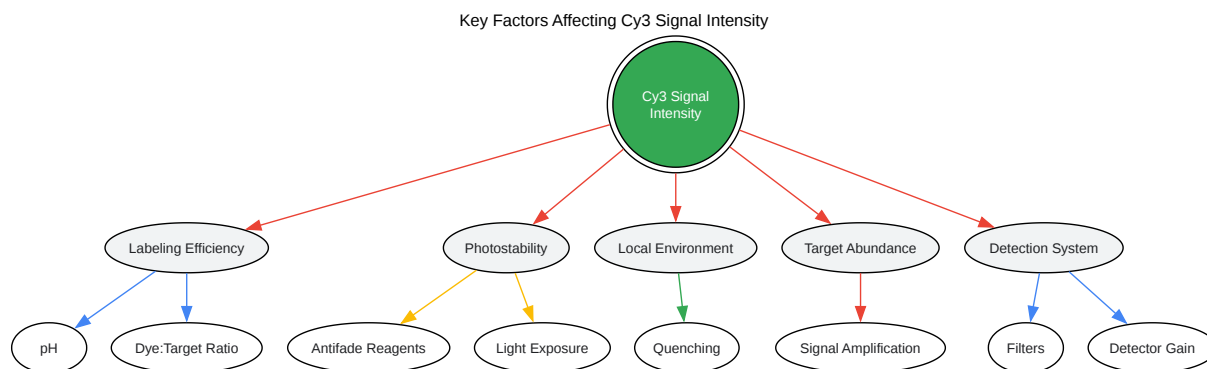 Key Factors Affecting Cy3 Signal Intensity
Cy3 Signal
Intensity
Labeling Efficiency
Photostability
Local Environment
Target Abundance
Detection System
pH
Dye:Target Ratio
Antifade Reagents
Light Exposure
Quenching
Signal Amplification
Filters
Detector Gain